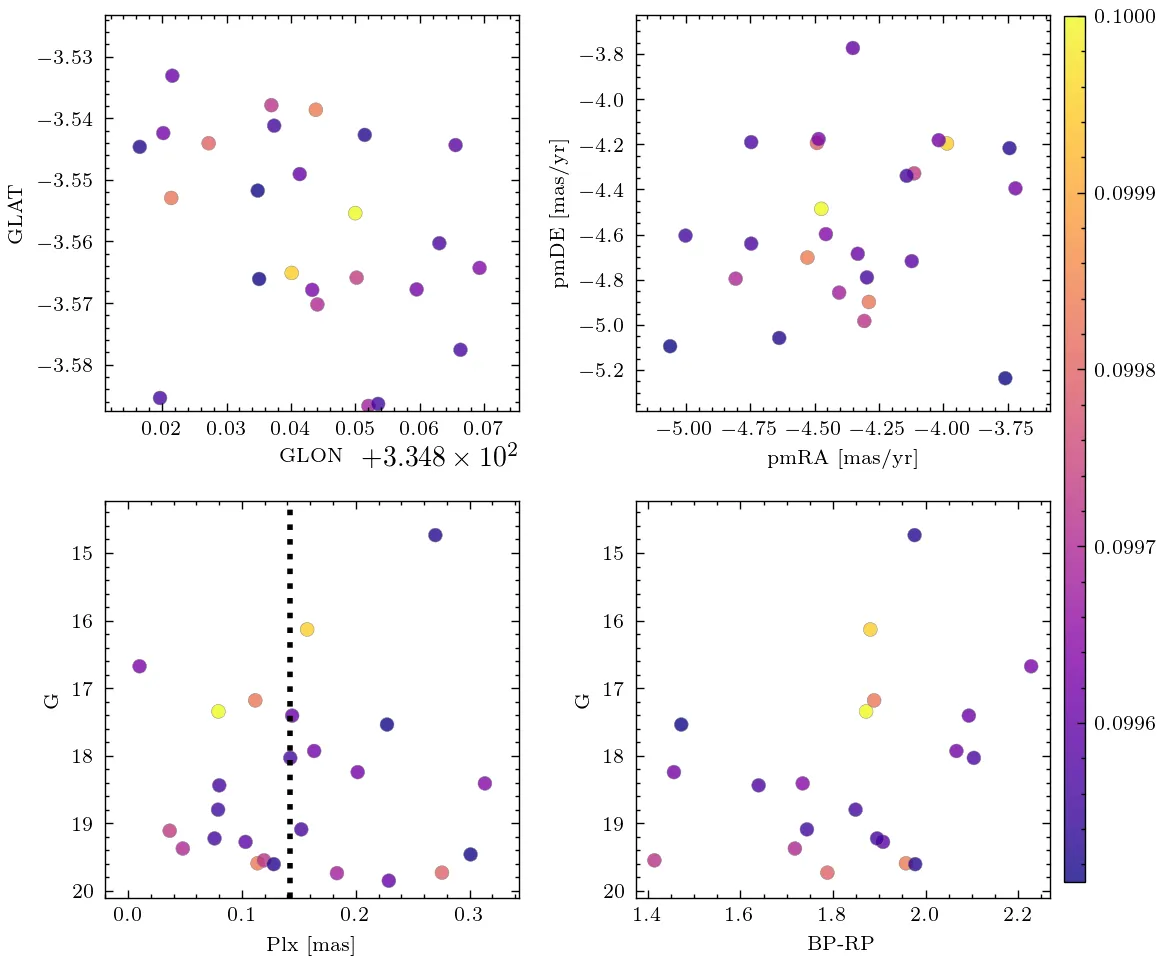 −3.53
−3.54
−3.55
−3.56
−3.57
−3.58
GLAT
0.02 0.03 0.04 0.05 0.06 0.07
GLON +3.348 × 10²
−3.8
−4.0
−4.2
−4.4
−4.6
−4.8
−5.0
−5.2
pmDE [mas/yr]
−5.00 −4.75 −4.50 −4.25 −4.00 −3.75
pmRA [mas/yr]
0.1000
0.0999
0.0998
0.0997
0.0996
15
16
17
18
19
20
G
0.0 0.1 0.2 0.3
Plx [mas]
15
16
17
18
19
20
G
1.4 1.6 1.8 2.0 2.2
BP-RP